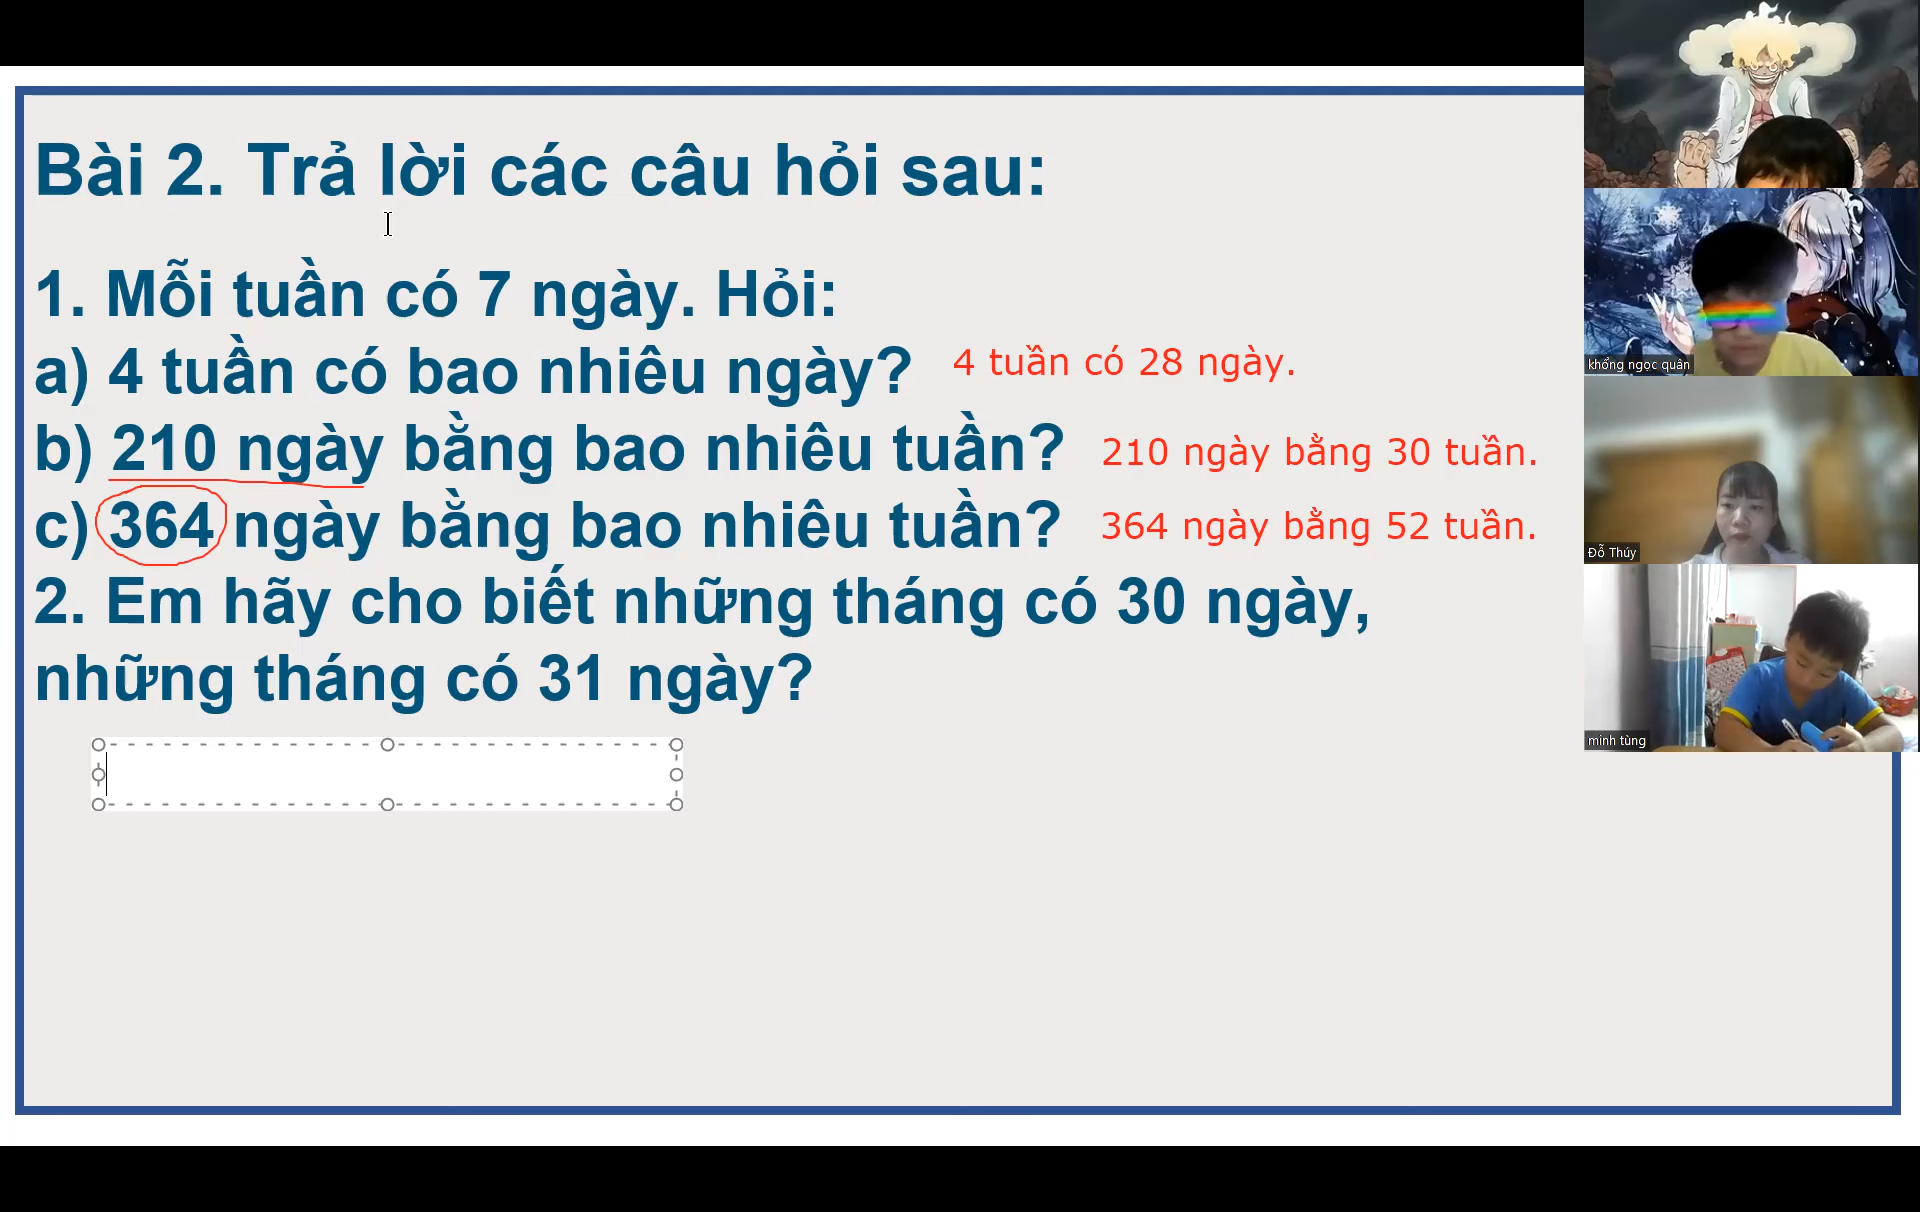 Bài 2. Trả lời các câu hỏi sau:
1. Mỗi tuần có 7 ngày. Hỏi:
a) 4 tuần có bao nhiêu ngày? 4 tuần có 28 ngày.
b) 210 ngày bằng bao nhiêu tuần? 210 ngày bằng 30 tuần.
c) 364 ngày bằng bao nhiêu tuần? 364 ngày bằng 52 tuần.
2. Em hãy cho biết những tháng có 30 ngày,
những tháng có 31 ngày?
khổng ngọc quân
Đỗ Thúy
minh tùng